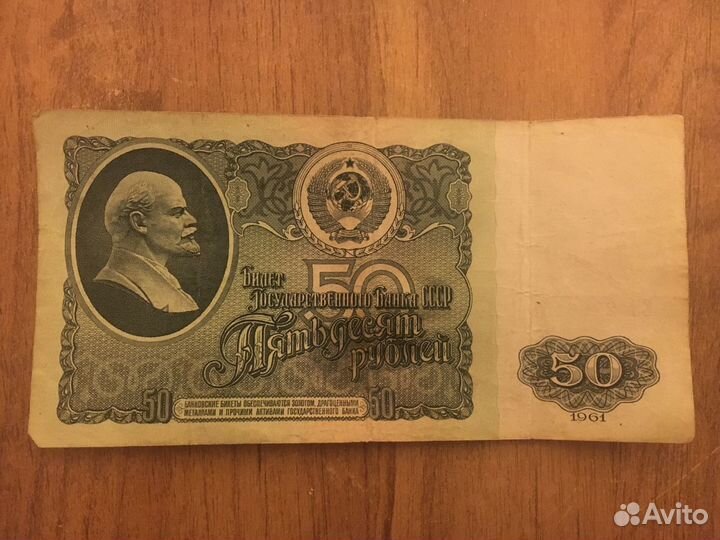 50
Билет
Государственного Банка СССР
Пятьдесят
рублей
50
БАНКОВСКИЕ БИЛЕТЫ ОБЕСПЕЧИВАЮТСЯ ЗОЛОТОМ, ДРАГОЦЕННЫМИ
МЕТАЛЛАМИ И ПРОЧИМИ АКТИВАМИ ГОСУДАРСТВЕННОГО БАНКА
50
50
1961
Avito